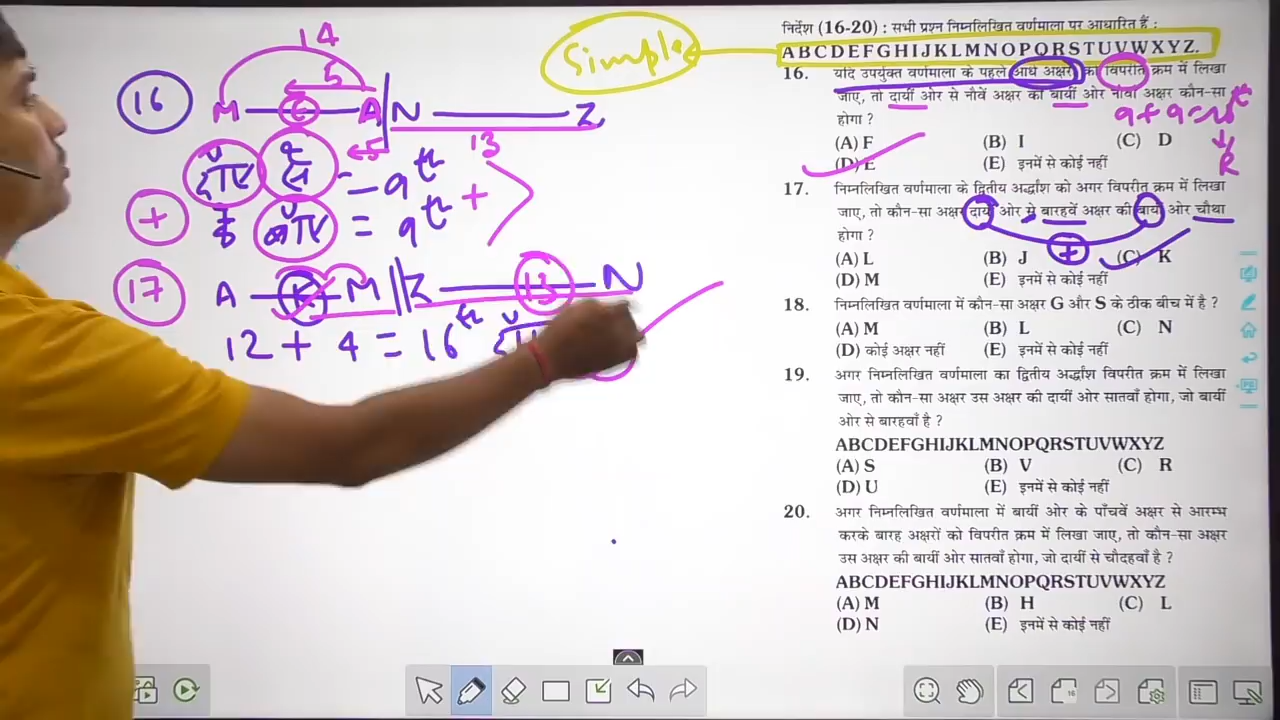 14
5
16
M C A N Z
5
13
दाँए से - 9th
+
के बाँए = 9th +
17
A K M Z 13 N
12 + 4 = 16th
Simple
निर्देश (16-20) : सभी प्रश्न निम्नलिखित वर्णमाला पर आधारित हैं :
ABCDEFGHIJKLMNOPQRSTUVWXYZ.
16. यदि उपर्युक्त वर्णमाला के पहले आधे अक्षरों का विपरीत क्रम में लिखा
जाए, तो दायीं ओर से नौवें अक्षर की बायीं ओर नौवाँ अक्षर कौन-सा
होगा ?
(A) F (B) I (C) D
(D) E (E) इनमें से कोई नहीं
17. निम्नलिखित वर्णमाला के द्वितीय अर्द्धांश को अगर विपरीत क्रम में लिखा
जाए, तो कौन-सा अक्षर दायीं ओर से बारहवें अक्षर की बायीं ओर चौथा
होगा ?
(A) L (B) J (C) K
(D) M (E) इनमें से कोई नहीं
18. निम्नलिखित वर्णमाला में कौन-सा अक्षर G और S के ठीक बीच में है ?
(A) M (B) L (C) N
(D) कोई अक्षर नहीं (E) इनमें से कोई नहीं
19. अगर निम्नलिखित वर्णमाला का द्वितीय अर्द्धांश विपरीत क्रम में लिखा
जाए, तो कौन-सा अक्षर उस अक्षर की दायीं ओर सातवाँ होगा, जो बायीं
ओर से बारहवाँ है ?
ABCDEFGHIJKLMNOPQRSTUVWXYZ
(A) S (B) V (C) R
(D) U (E) इनमें से कोई नहीं
20. अगर निम्नलिखित वर्णमाला में बायीं ओर के पाँचवें अक्षर से आरम्भ
करके बारह अक्षरों को विपरीत क्रम में लिखा जाए, तो कौन-सा अक्षर
उस अक्षर की बायीं ओर सातवाँ होगा, जो दायीं से चौदहवाँ है ?
ABCDEFGHIJKLMNOPQRSTUVWXYZ
(A) M (B) H (C) L
(D) N (E) इनमें से कोई नहीं